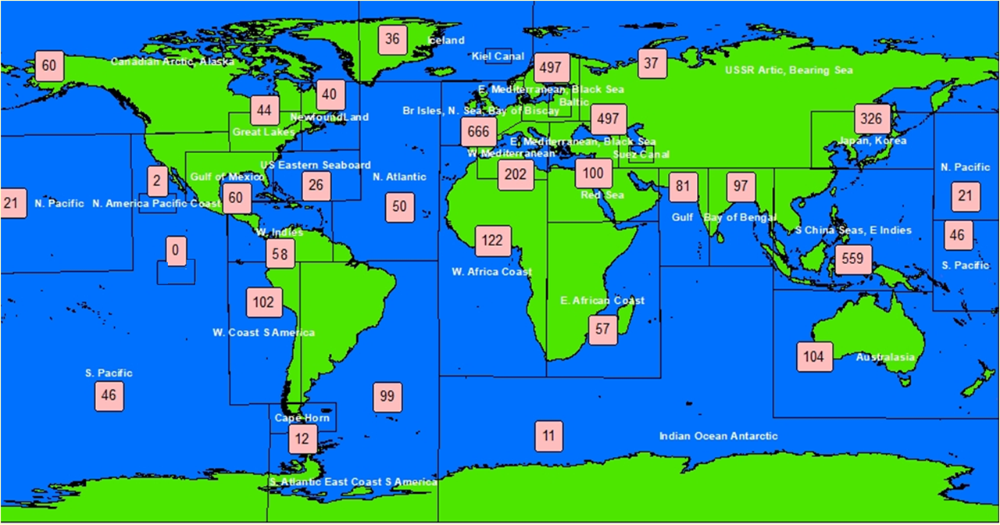 36
Iceland
Kiel Canal
60
Canadian Arctic, Alaska
497
37
USSR Artic, Bearing Sea
E. Mediterranean, Black Sea
Baltic
40
44
NewfoundLand
Great Lakes
Br Isles, N. Sea, Bay of Biscay
666
497
326
Japan, Korea
E. Mediterranean, Black Sea
W. Mediterranean
Suez Canal
US Eastern Seaboard
Gulf of Mexico
2
26
N. Atlantic
202
100
Red Sea
81
97
N. Pacific
21
21
N. Pacific
N. America Pacific Coast
60
50
Gulf
Bay of Bengal
S China Seas, E Indies
46
S. Pacific
W. Indies
58
0
122
W. Africa Coast
559
102
W. Coast S America
E. African Coast
57
104
Australasia
S. Pacific
46
99
Cape Horn
12
11
Indian Ocean Antarctic
S. Atlantic East Coast S America